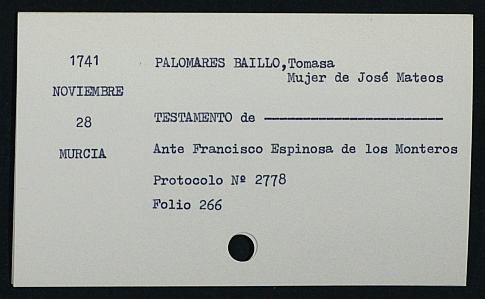 1741
NOVIEMBRE
28
MURCIA
PALOMARES BAILLO,Tomasa
Mujer de José Mateos
TESTAMENTO de ------------------------
Ante Francisco Espinosa de los Monteros
Protocolo Nº 2778
Folio 266